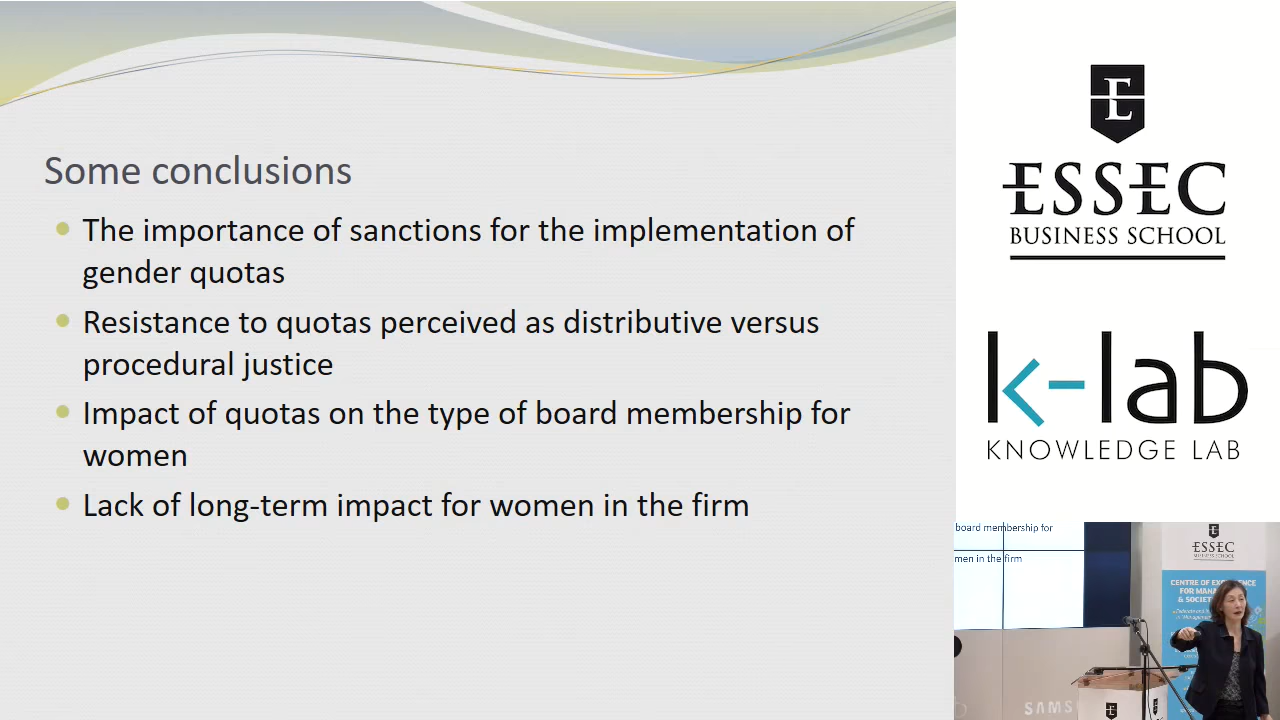 Some conclusions
The importance of sanctions for the implementation of
gender quotas
Resistance to quotas perceived as distributive versus
procedural justice
Impact of quotas on the type of board membership for
women
Lack of long-term impact for women in the firm
E
ESSEC
BUSINESS SCHOOL
k-lab
KNOWLEDGE LAB
board membership for
men in the firm
ESSEC
BUSINESS SCHOOL
CENTRE OF
FOR
& 
SAMS